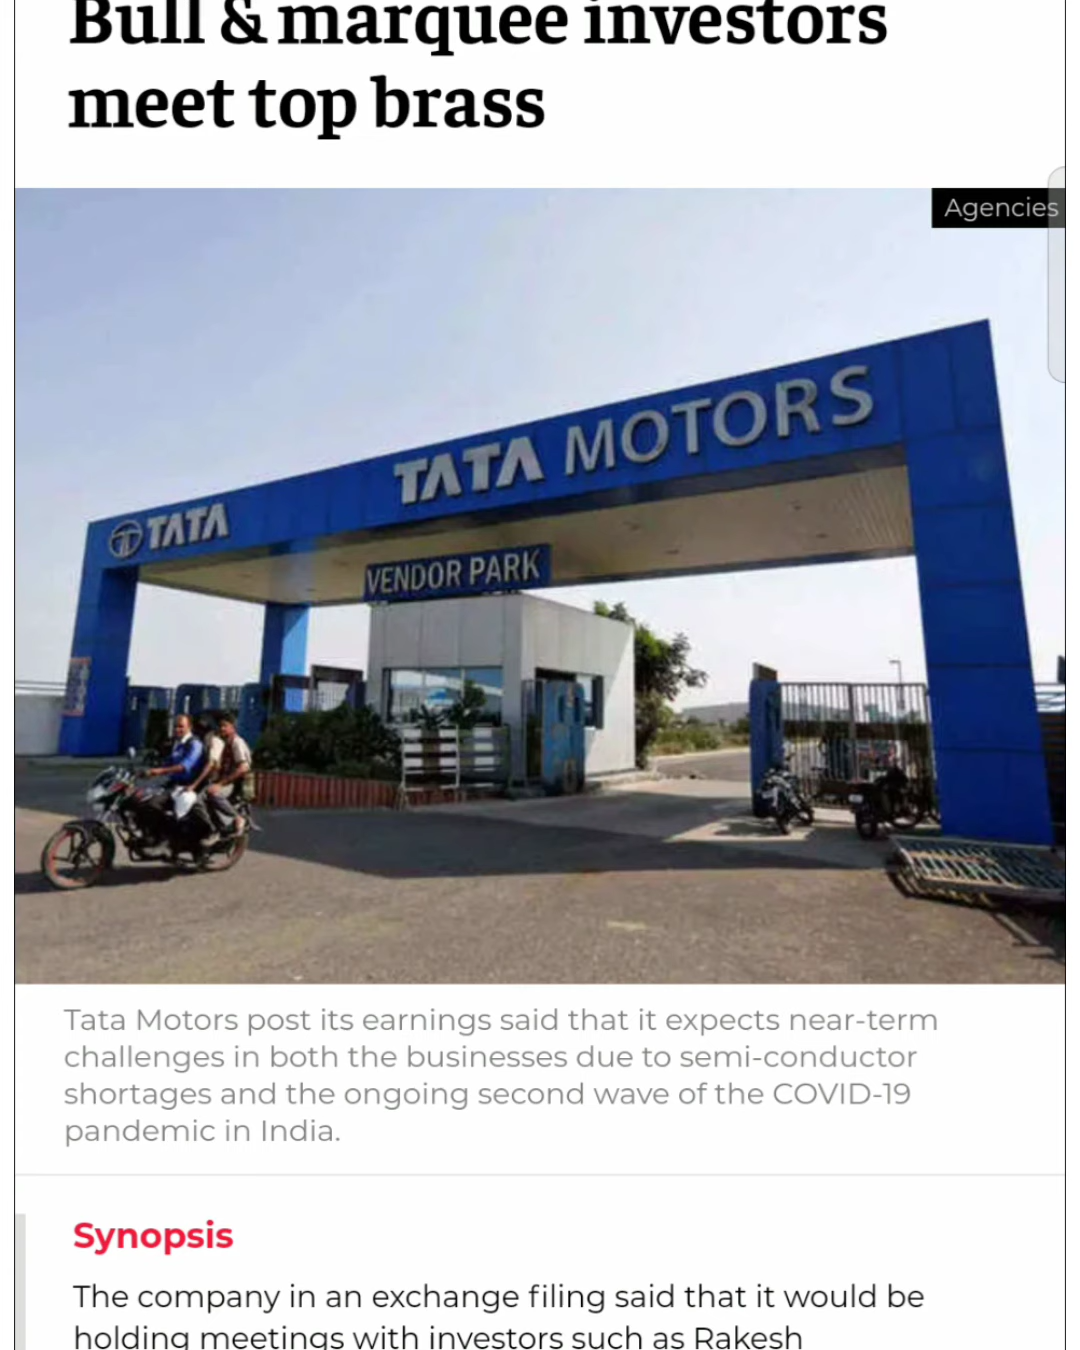 Bull & marquee investors
meet top brass
Agencies
TATA MOTORS
TATA
VENDOR PARK
Tata Motors post its earnings said that it expects near-term
challenges in both the businesses due to semi-conductor
shortages and the ongoing second wave of the COVID-19
pandemic in India.
Synopsis
The company in an exchange filing said that it would be
holding meetings with investors such as Rakesh